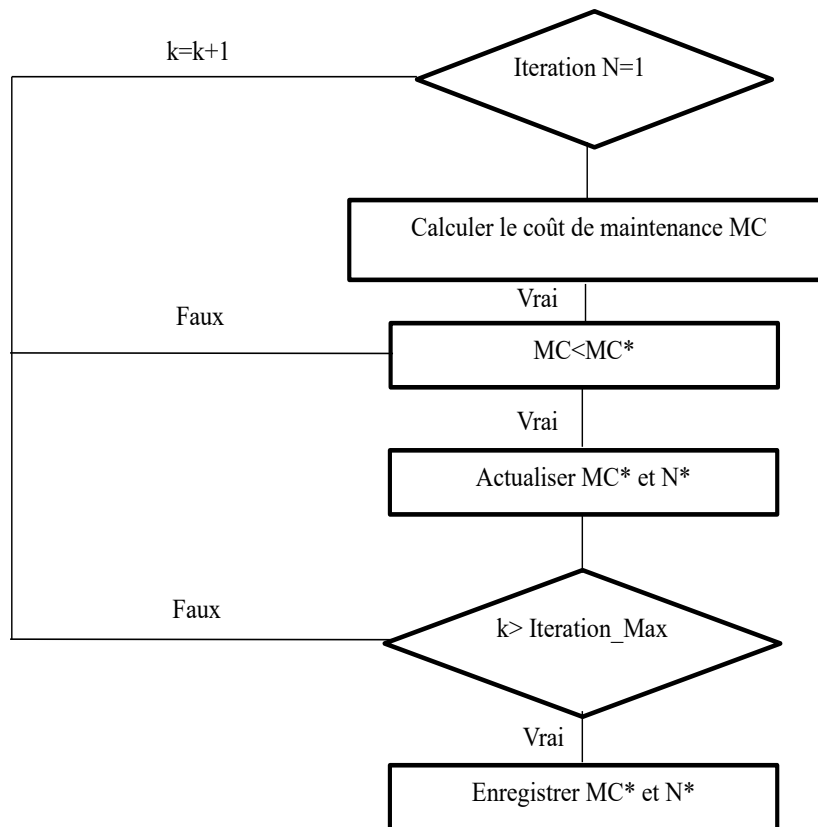 k=k+1
Iteration N=1
Calculer le coût de maintenance MC
Vrai
Faux
MC<MC*
Vrai
Actualiser MC* et N*
Faux
k> Iteration_Max
Vrai
Enregistrer MC* et N*